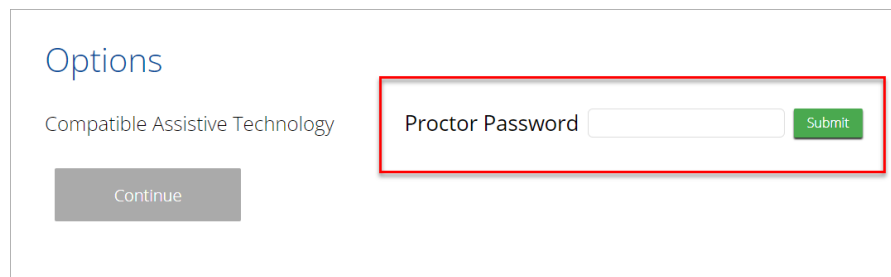 Options
Compatible Assistive Technology Proctor Password Submit
Continue